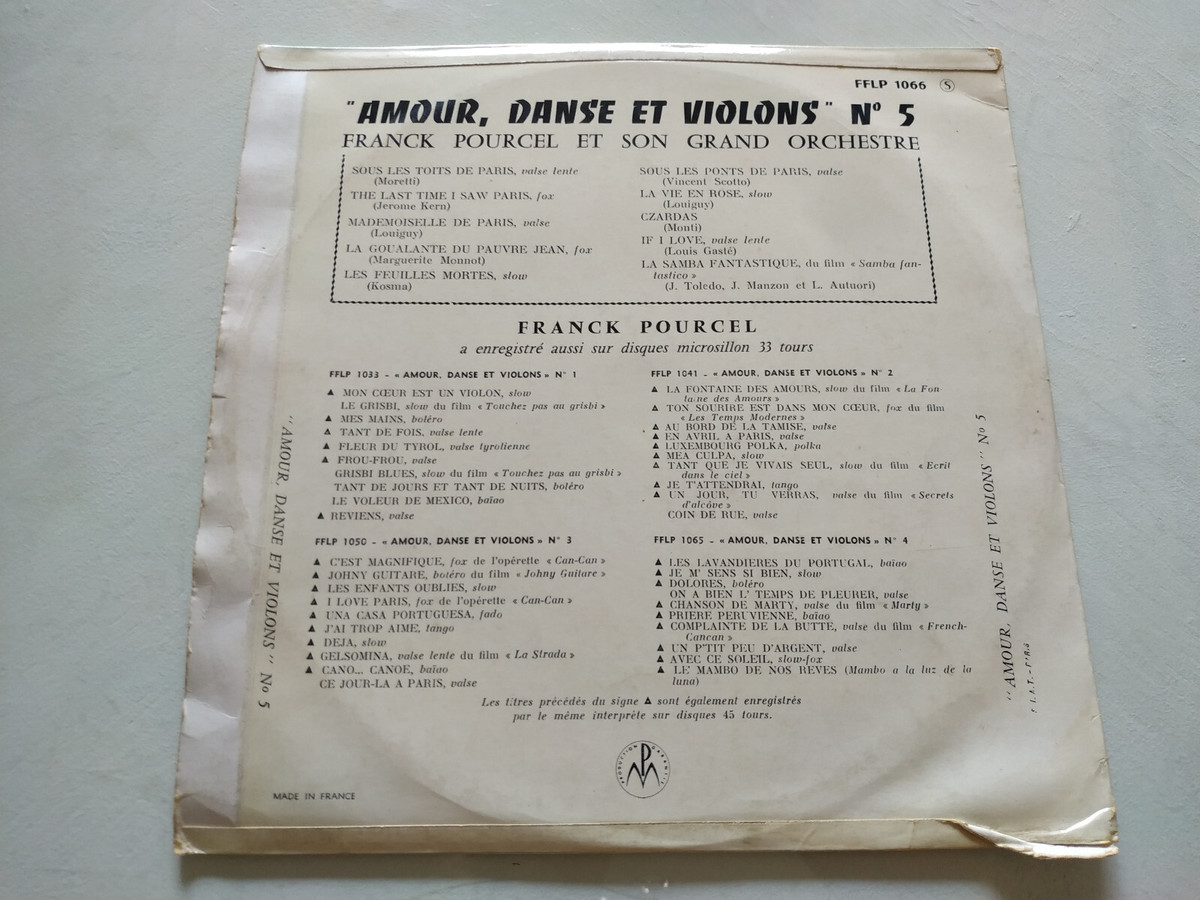 FFLP 1066 Ⓢ
"AMOUR, DANSE ET VIOLONS" Nº 5
FRANCK POURCEL ET SON GRAND ORCHESTRE
SOUS LES TOITS DE PARIS, valse lente
(Moretti)
THE LAST TIME I SAW PARIS, fox
(Jerome Kern)
MADEMOISELLE DE PARIS, valse
(Louiguy)
LA GOUALANTE DU PAUVRE JEAN, fox
(Marguerite Monnot)
LES FEUILLES MORTES, slow
(Kosma)
SOUS LES PONTS DE PARIS, valse
(Vincent Scotto)
LA VIE EN ROSE, slow
(Louiguy)
CZARDAS
(Monti)
IF I LOVE, valse lente
(Louis Gasté)
LA SAMBA FANTASTIQUE, du film « Samba fan-
tastico »
(J. Toledo, J. Manzon et L. Autuori)
FRANCK POURCEL
a enregistré aussi sur disques microsillon 33 tours
FFLP 1033 - « AMOUR, DANSE ET VIOLONS » N° 1
▲ MON CŒUR EST UN VIOLON, slow
LE GRISBI, slow du film « Touchez pas au grisbi »
▲ MES MAINS, boléro
▲ TANT DE FOIS, valse lente
▲ FLEUR DU TYROL, valse tyrolienne
▲ FROU-FROU, valse
GRISBI BLUES, slow du film « Touchez pas au grisbi »
TANT DE JOURS ET TANT DE NUITS, boléro
LE VOLEUR DE MEXICO, baïao
▲ REVIENS, valse
FFLP 1041 - « AMOUR, DANSE ET VIOLONS » N° 2
▲ LA FONTAINE DES AMOURS, slow du film « La Fon-
taine des Amours »
▲ TON SOURIRE EST DANS MON CŒUR, fox du film
« Les Temps Modernes »
▲ AU BORD DE LA TAMISE, valse
▲ EN AVRIL A PARIS, valse
▲ LUXEMBOURG POLKA, polka
▲ MEA CULPA, slow
▲ TANT QUE JE VIVAIS SEUL, slow du film « Ecrit
dans le ciel »
▲ JE T'ATTENDRAI, tango
▲ UN JOUR, TU VERRAS, valse du film « Secrets
d'alcôve »
COIN DE RUE, valse
FFLP 1050 - « AMOUR, DANSE ET VIOLONS » N° 3
▲ C'EST MAGNIFIQUE, fox de l'opérette « Can-Can »
▲ JOHNY GUITARE, boléro du film « Johny Guitare »
▲ LES ENFANTS OUBLIES, slow
▲ I LOVE PARIS, fox de l'opérette « Can-Can »
▲ UNA CASA PORTUGUESA, fado
▲ J'AI TROP AIME, tango
▲ DEJA, slow
▲ GELSOMINA, valse lente du film « La Strada »
▲ CANO... CANOE, baïao
CE JOUR-LA A PARIS, valse
FFLP 1065 - « AMOUR, DANSE ET VIOLONS » N° 4
▲ LES LAVANDIERES DU PORTUGAL, baïao
▲ JE M' SENS SI BIEN, slow
▲ DOLORES, boléro
ON A BIEN L' TEMPS DE PLEURER, valse
▲ CHANSON DE MARTY, valse du film « Marty »
▲ PRIERE PERUVIENNE, baïao
▲ COMPLAINTE DE LA BUTTE, valse du film « French-
Cancan »
▲ UN P'TIT PEU D'ARGENT, valse
▲ AVEC CE SOLEIL, slow-fox
▲ LE MAMBO DE NOS REVES (Mambo a la luz de la
luna)
Les titres précédés du signe ▲ sont également enregistrés
par le même interprète sur disques 45 tours.
MADE IN FRANCE
"AMOUR, DANSE ET VIOLONS" No 5
"AMOUR, DANSE ET VIOLONS" No 5